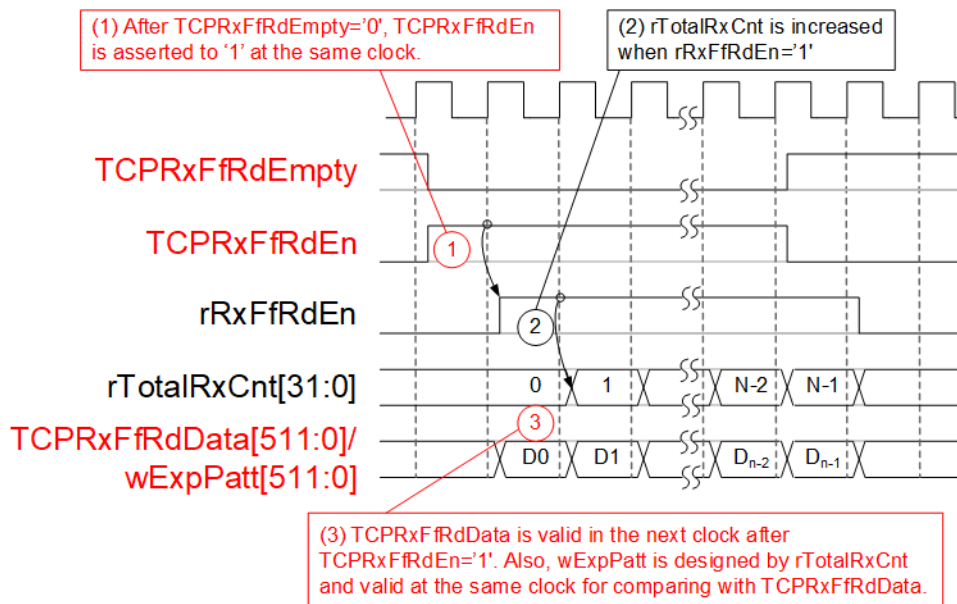 (1) After TCPRxFfRdEmpty='0', TCPRxFfRdEn
is asserted to ‘1’ at the same clock.
(2) rTotalRxCnt is increased
when rRxFfRdEn=’1’
TCPRxFfRdEmpty
TCPRxFfRdEn
1
rRxFfRdEn
2
rTotalRxCnt[31:0]
0 1 N-2 N-1
3
TCPRxFfRdData[511:0]/
wExpPatt[511:0]
D0 D1 Dn-2 Dn-1
(3) TCPRxFfRdData is valid in the next clock after
TCPRxFfRdEn=’1’. Also, wExpPatt is designed by rTotalRxCnt
and valid at the same clock for comparing with TCPRxFfRdData.